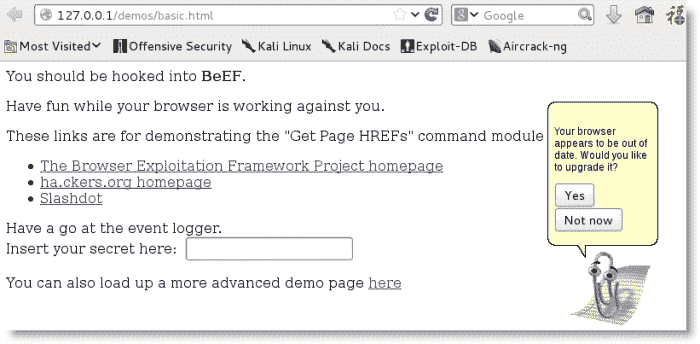 127.0.0.1/demos/basic.html
Google
Most Visited Offensive Security Kali Linux Kali Docs Exploit-DB Aircrack-ng
You should be hooked into BeEF.
Have fun while your browser is working against you.
These links are for demonstrating the "Get Page HREFs" command module
The Browser Exploitation Framework Project homepage
ha.ckers.org homepage
Slashdot
Have a go at the event logger.
Insert your secret here:
You can also load up a more advanced demo page here
Your browser
appears to be out of
date. Would you like
to upgrade it?
Yes
Not now